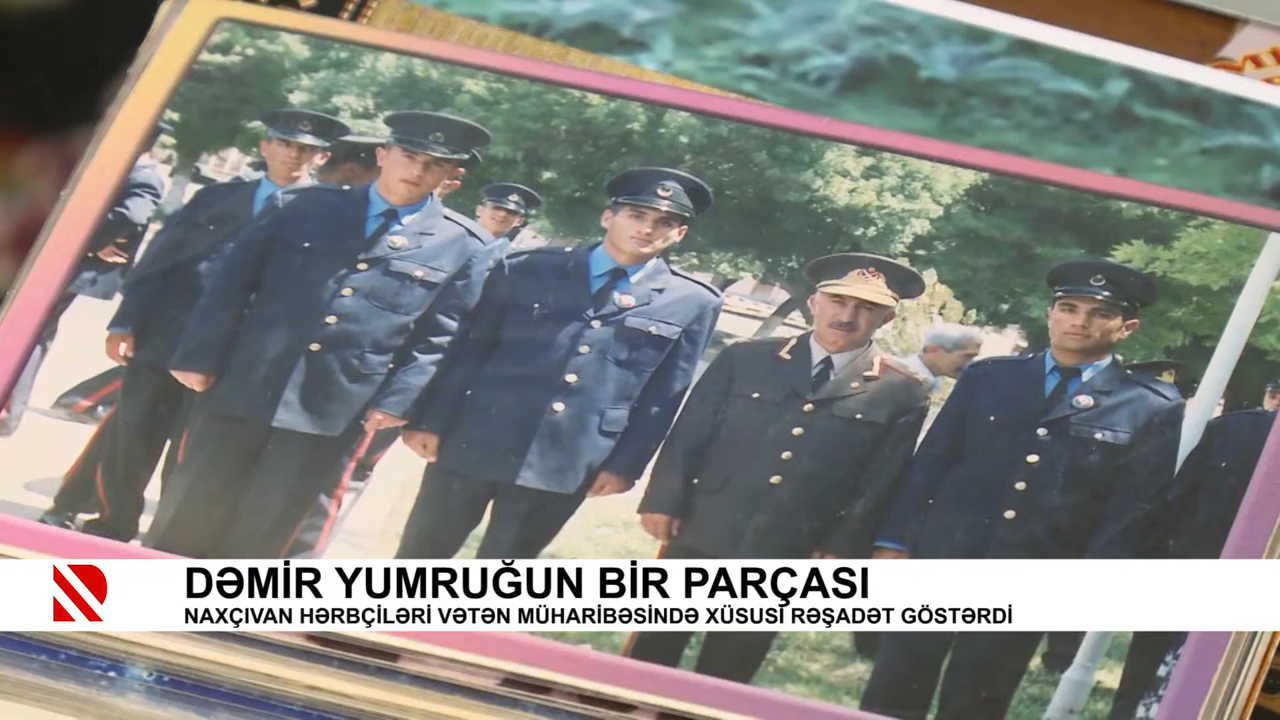 DƏMİR YUMRUĞUN BİR PARÇASI
NAXÇIVAN HƏRBÇİLƏRİ VƏTƏN MÜHARİBƏSİNDƏ XÜSUSİ RƏŞADƏT GÖSTƏRDİ